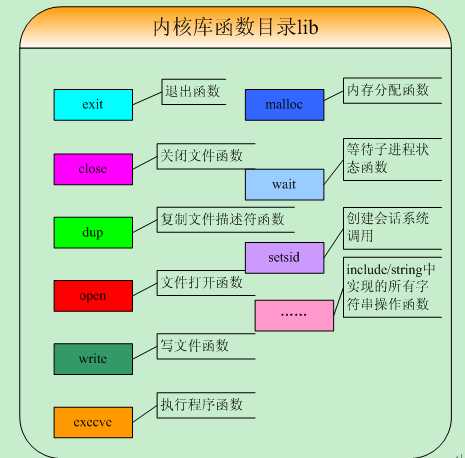 内核库函数目录lib
exit
退出函数
malloc
内存分配函数
close
关闭文件函数
wait
等待子进程状
态函数
dup
复制文件描述符函数
setsid
创建会话系统
调用
open
文件打开函数
......
include/string中
实现的所有字
符串操作函数
write
写文件函数
execve
执行程序函数